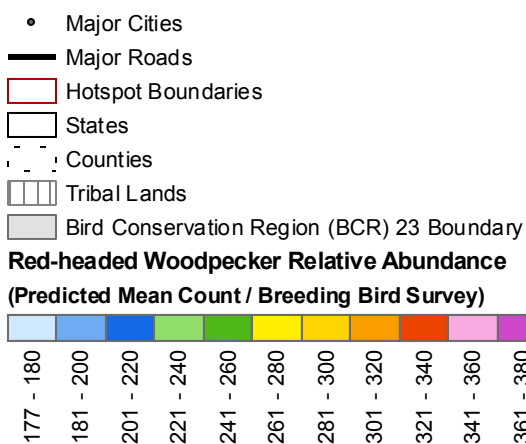 Major Cities
Major Roads
Hotspot Boundaries
States
Counties
Tribal Lands
Bird Conservation Region (BCR) 23 Boundary
Red-headed Woodpecker Relative Abundance
(Predicted Mean Count / Breeding Bird Survey)
177 - 180
181 - 200
201 - 220
221 - 240
241 - 260
261 - 280
281 - 300
301 - 320
321 - 340
341 - 360
361 - 380